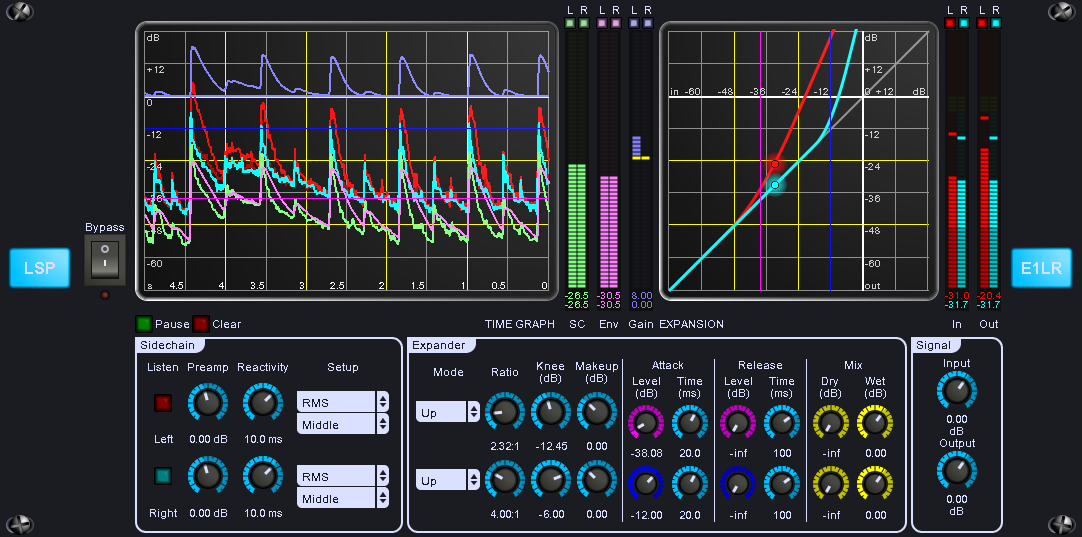 L R L R L R L R L R
dB
+12
0
-12
-24
-36
-48
-60
s 4.5 4 3.5 3 2.5 2 1.5 1 0.5 0
dB
+12
in -60 -48 -36 -24 -12 0 +12 dB
-12
-24
-36
-48
-60
out
Bypass
LSP
E1LR
-26.5 -30.5 8.00 -31.0 -20.4
-26.5 -30.5 0.00 -31.7 -31.7
Pause Clear TIME GRAPH SC Env Gain EXPANSION In Out
Sidechain
Listen Preamp Reactivity Setup
RMS
Middle
Left 0.00 dB 10.0 ms
RMS
Middle
Right 0.00 dB 10.0 ms
Expander
Mode Ratio Knee (dB) Makeup (dB) Attack Release Mix
Level (dB) Time (ms) Level (dB) Time (ms) Dry (dB) Wet (dB)
Up
2.32:1 -12.45 0.00 -38.08 20.0 -inf 100 -inf 0.00
Up
4.00:1 -6.00 0.00 -12.00 20.0 -inf 100 -inf 0.00
Signal
Input
0.00
dB
Output
0.00
dB